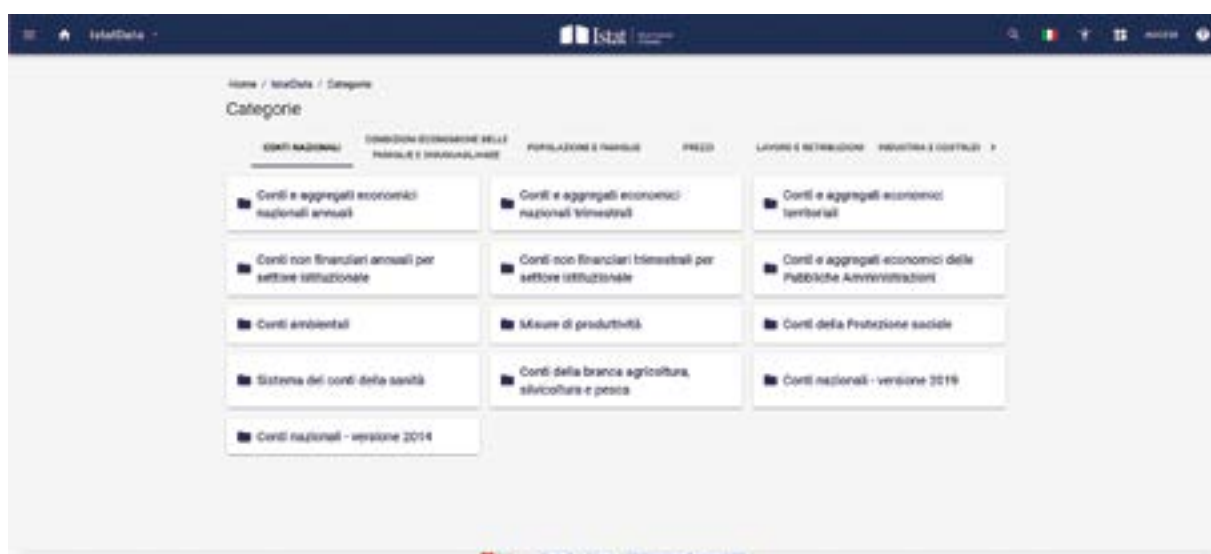 IstatData
Istat
ACCEDI
Home / IstatData / Categorie
Categorie
CONTI NAZIONALI
CONDIZIONI ECONOMICHE DELLE
FAMIGLIE E DISUGUAGLIANZE
POPOLAZIONE E FAMIGLIE
PREZZI
LAVORO E RETRIBUZIONI
INDUSTRIA E COSTRUZI
Conti e aggregati economici
nazionali annuali
Conti e aggregati economici
nazionali trimestrali
Conti e aggregati economici
territoriali
Conti non finanziari annuali per
settore istituzionale
Conti non finanziari trimestrali per
settore istituzionale
Conti e aggregati economici delle
Pubbliche Amministrazioni
Conti ambientali
Misure di produttività
Conti della Protezione sociale
Sistema dei conti della sanità
Conti della branca agricoltura,
silvicoltura e pesca
Conti nazionali - versione 2019
Conti nazionali - versione 2014